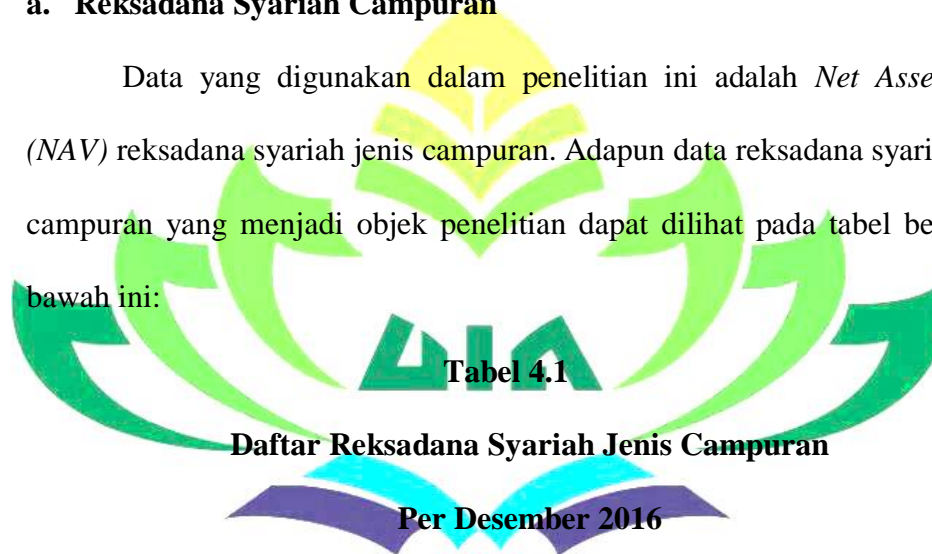 a. Reksadana Syariah Campuran
Data yang digunakan dalam penelitian ini adalah Net Asse
(NAV) reksadana syariah jenis campuran. Adapun data reksadana syari
campuran yang menjadi objek penelitian dapat dilihat pada tabel be
bawah ini:
UIN
Tabel 4.1
Daftar Reksadana Syariah Jenis Campuran
Per Desember 2016